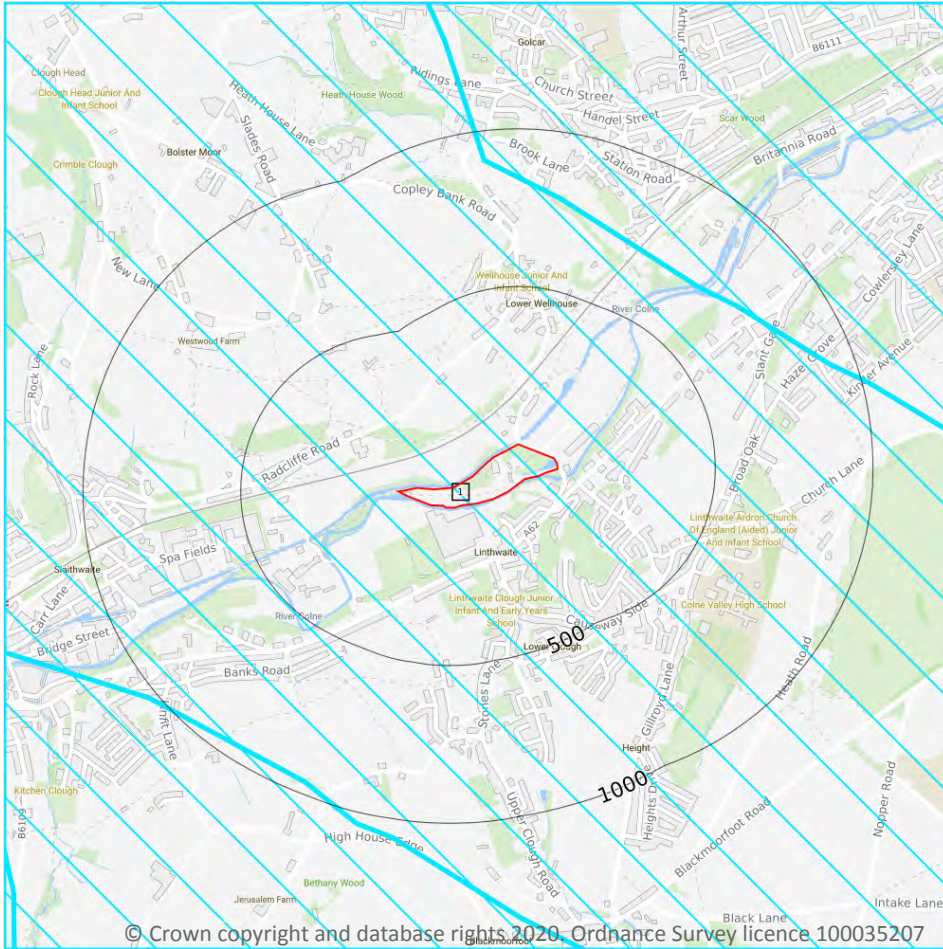 Golcar
Arthur Street
B6111
Clough Head
Clough Head Junior And
Infant School
Ridings Lane
Church Street
Heath House Wood
Heath House Lane
Handel Street
Scar Wood
Slades Road
Britannia Road
Bolster Moor
Brook Lane
Station Road
Crimble Clough
Copley Bank Road
Cowlersley Lane
New Lane
Wellhouse Junior And
Infant School
Lower Wellhouse
River Colne
Westwood Farm
Slant Gate
Hazel Grove
Kinder Avenue
Rock Lane
Radcliffe Road
Broad Oak
Church Lane
1
A62
Linthwaite Ardron Church
Of England (Aided) Junior
And Infant School
Spa Fields
Linthwaite
Slaithwaite
Carr Lane
Linthwaite Clough Junior
Infant And Early Years
School
Colne Valley High School
River Colne
Causeway Side
Bridge Street
500
Lower Clough
Banks Road
Heath Road
Stones Lane
Gillroyd Lane
Height
1000
Kitchen Clough
B6109
Upper Clough Road
Nopper Road
High House Edge
Blackmoorfoot Road
Bethany Wood
Jerusalem Farm
Intake Lane
Black Lane
© Crown copyright and database rights 2020. Ordnance Survey licence 100035207
Blackmoorfoot